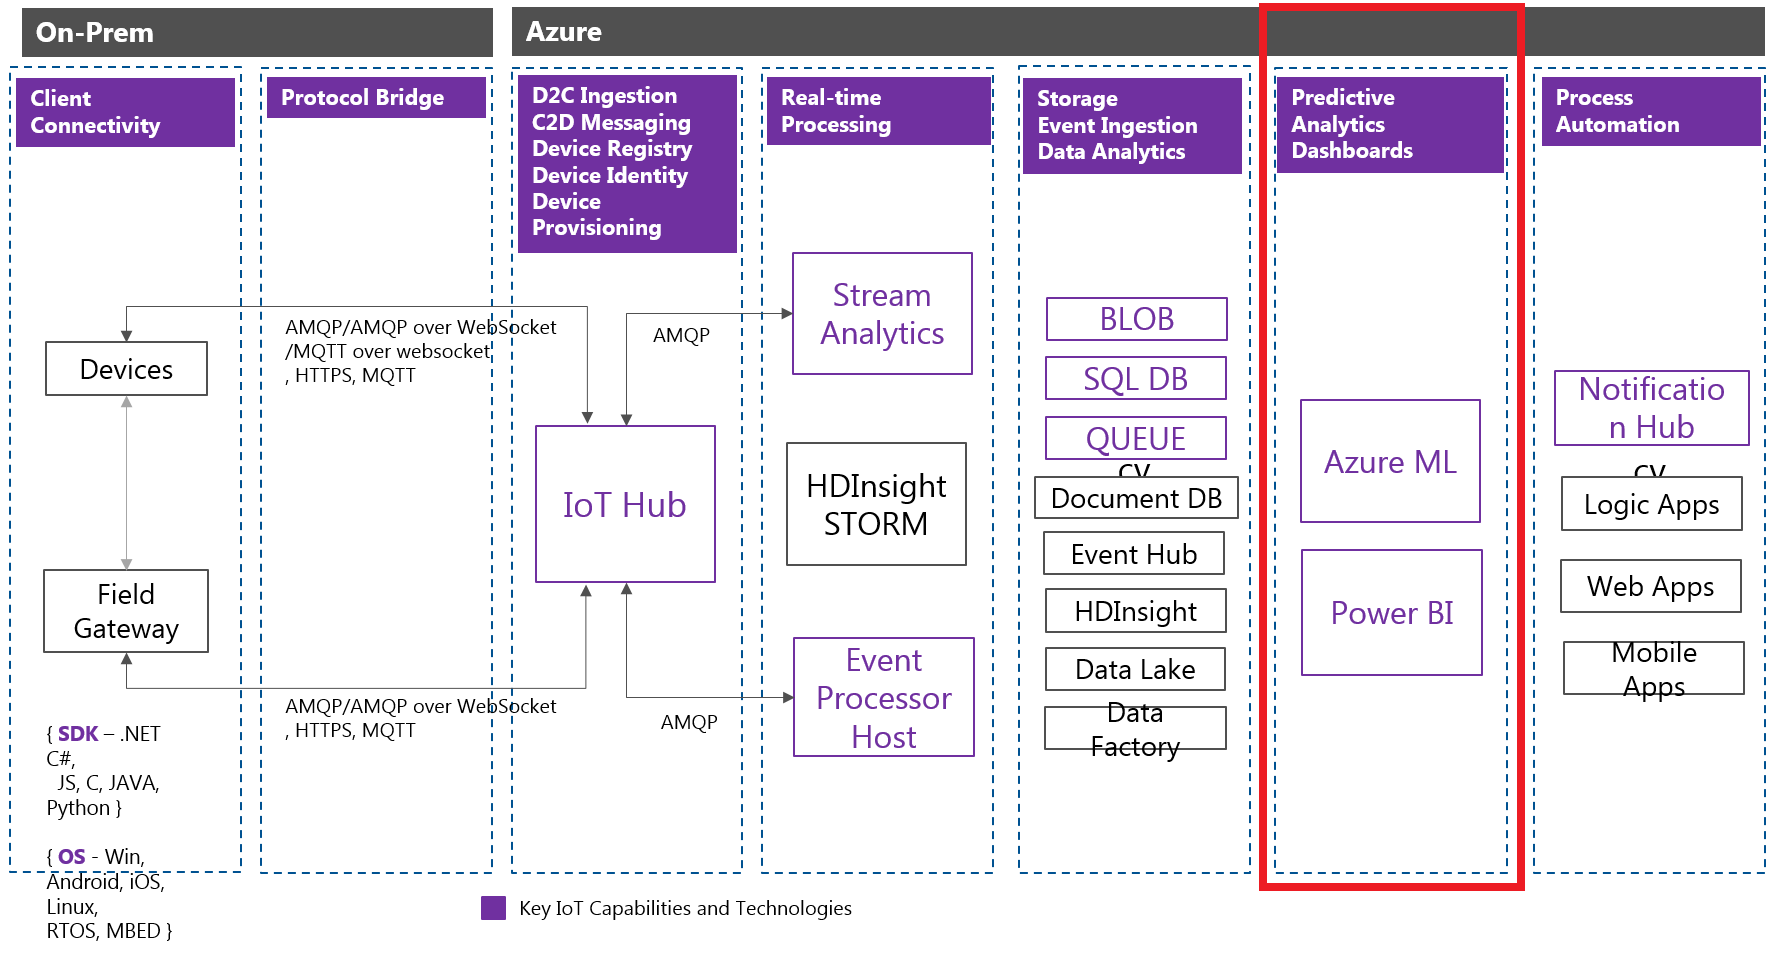 On-Prem
Azure
Client
Connectivity
Protocol Bridge
D2C Ingestion
C2D Messaging
Device Registry
Device Identity
Device
Provisioning
Real-time
Processing
Storage
Event Ingestion
Data Analytics
Predictive
Analytics
Dashboards
Process
Automation
Devices
Field
Gateway
{ SDK – .NET
C#,
JS, C, JAVA,
Python }
{ OS - Win,
Android, iOS,
Linux,
RTOS, MBED }
AMQP/AMQP over WebSocket
/MQTT over websocket
, HTTPS, MQTT
AMQP/AMQP over WebSocket
, HTTPS, MQTT
IoT Hub
AMQP
AMQP
Stream
Analytics
HDInsight
STORM
Event
Processor
Host
BLOB
SQL DB
QUEUE
Document DB
Event Hub
HDInsight
Data Lake
Data
Factory
Azure ML
Power BI
Notificatio
n Hub
Logic Apps
Web Apps
Mobile
Apps
Key IoT Capabilities and Technologies